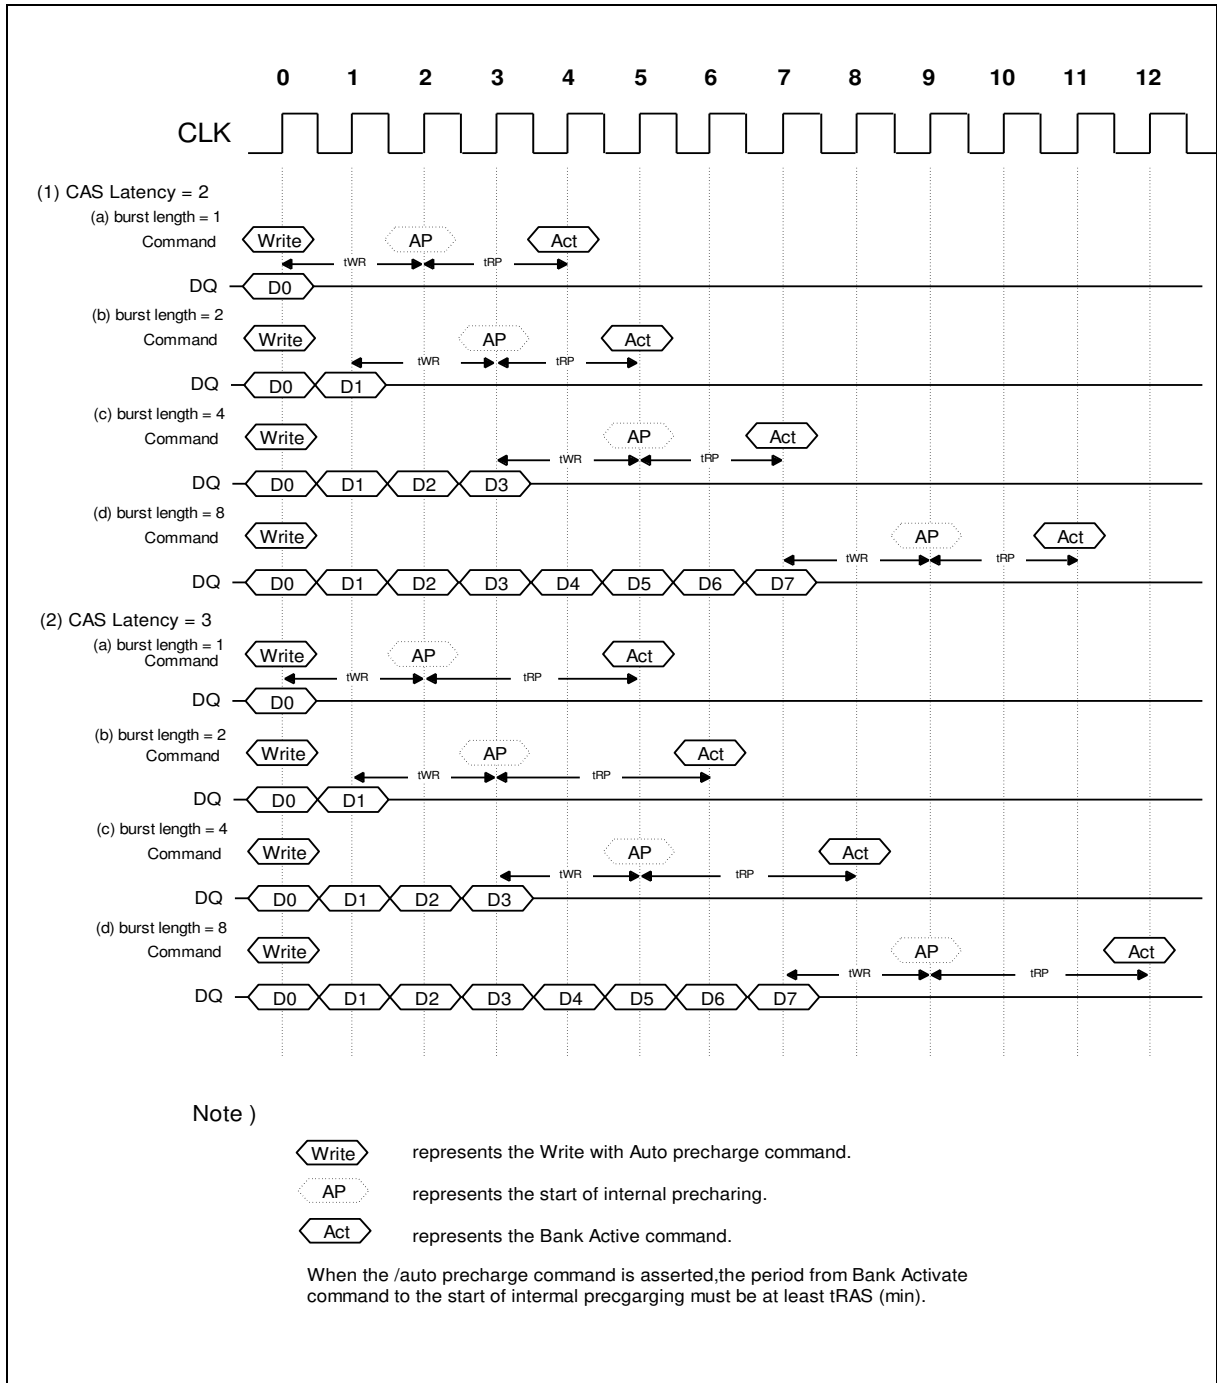 0 1 2 3 4 5 6 7 8 9 10 11 12
CLK
(1) CAS Latency = 2
(a) burst length = 1
Command Write AP Act
tWR tRP
DQ D0
(b) burst length = 2
Command Write AP Act
tWR tRP
DQ D0 D1
(c) burst length = 4
Command Write AP Act
tWR tRP
DQ D0 D1 D2 D3
(d) burst length = 8
Command Write AP Act
tWR tRP
DQ D0 D1 D2 D3 D4 D5 D6 D7
(2) CAS Latency = 3
(a) burst length = 1
Command Write AP Act
tWR tRP
DQ D0
(b) burst length = 2
Command Write AP Act
tWR tRP
DQ D0 D1
(c) burst length = 4
Command Write AP Act
tWR tRP
DQ D0 D1 D2 D3
(d) burst length = 8
Command Write AP Act
tWR tRP
DQ D0 D1 D2 D3 D4 D5 D6 D7
Note )
Write represents the Write with Auto precharge command.
AP represents the start of internal precharing.
Act represents the Bank Active command.
When the /auto precharge command is asserted,the period from Bank Activate
command to the start of intermal precgarging must be at least tRAS (min).